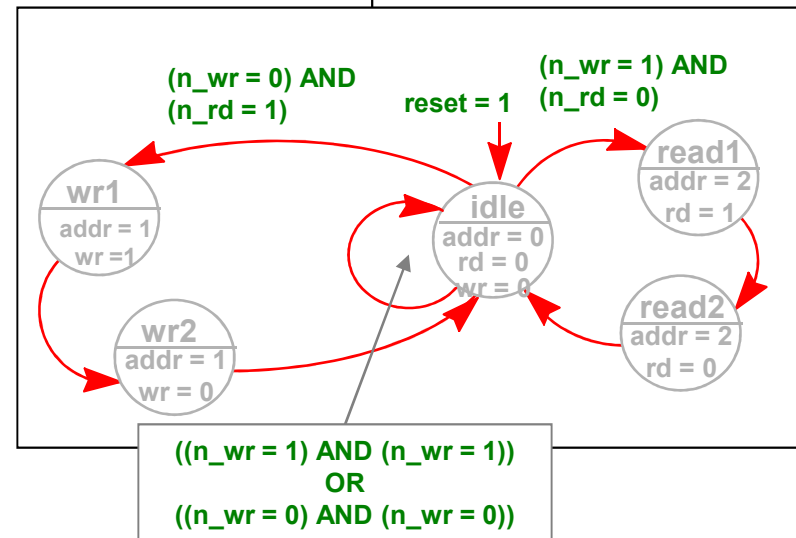 (n_wr = 0) AND
(n_rd = 1)
reset = 1
(n_wr = 1) AND
(n_rd = 0)
wr1
addr = 1
wr =1
idle
addr = 0
rd = 0
wr = 0
read1
addr = 2
rd = 1
wr2
addr = 1
wr = 0
read2
addr = 2
rd = 0
((n_wr = 1) AND (n_wr = 1))
OR
((n_wr = 0) AND (n_wr = 0))